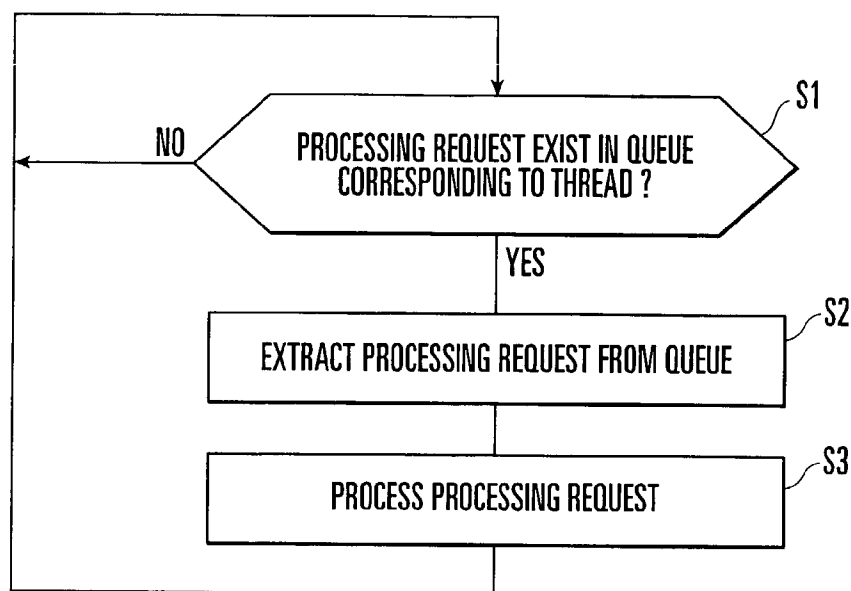 S1
NO
PROCESSING REQUEST EXIST IN QUEUE
CORRESPONDING TO THREAD ?
YES
S2
EXTRACT PROCESSING REQUEST FROM QUEUE
S3
PROCESS PROCESSING REQUEST